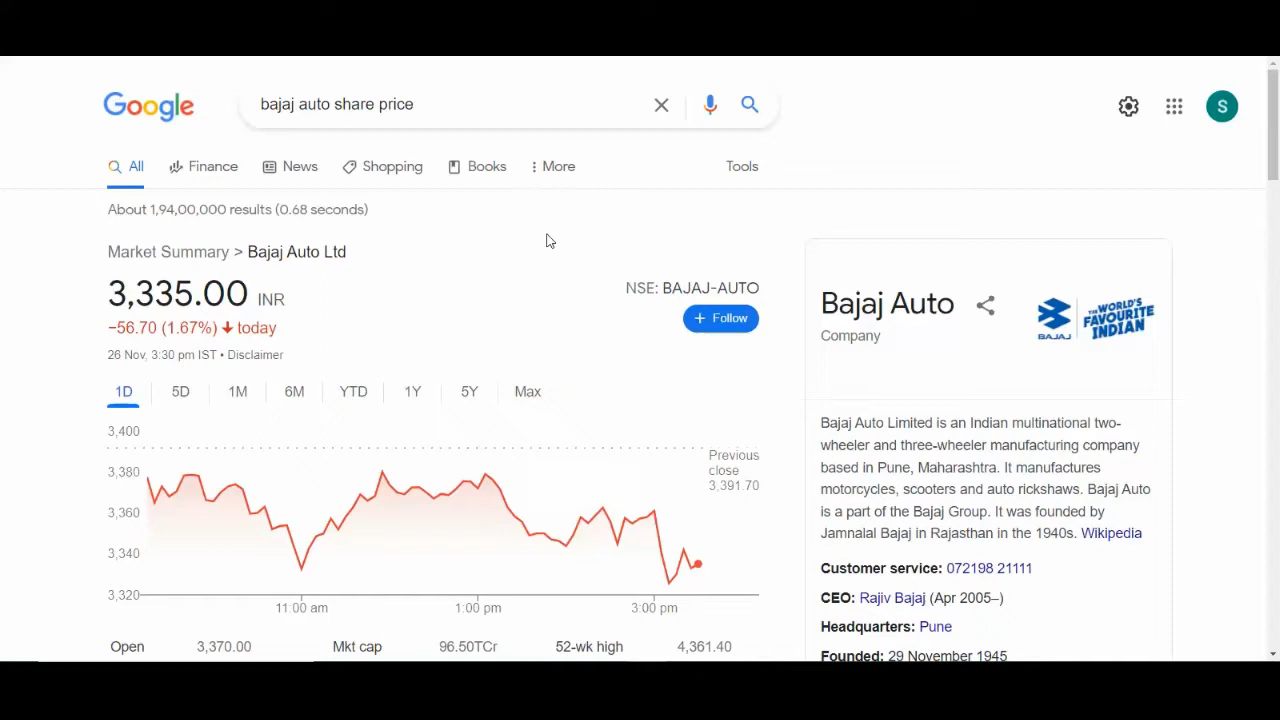 Google
bajaj auto share price
S
All Finance News Shopping Books More Tools
About 1,94,00,000 results (0.68 seconds)
Market Summary > Bajaj Auto Ltd
3,335.00 INR
−56.70 (1.67%) today
26 Nov, 3:30 pm IST • Disclaimer
NSE: BAJAJ-AUTO
+ Follow
1D 5D 1M 6M YTD 1Y 5Y Max
3,400
3,380
3,360
3,340
3,320
Previous
close
3,391.70
11:00 am 1:00 pm 3:00 pm
Open 3,370.00 Mkt cap 96.50TCr 52-wk high 4,361.40
Bajaj Auto
Company
BAJAJ
THE WORLD'S
FAVOURITE
INDIAN
Bajaj Auto Limited is an Indian multinational two-
wheeler and three-wheeler manufacturing company
based in Pune, Maharashtra. It manufactures
motorcycles, scooters and auto rickshaws. Bajaj Auto
is a part of the Bajaj Group. It was founded by
Jamnalal Bajaj in Rajasthan in the 1940s. Wikipedia
Customer service: 072198 21111
CEO: Rajiv Bajaj (Apr 2005–)
Headquarters: Pune
Founded: 29 November 1945